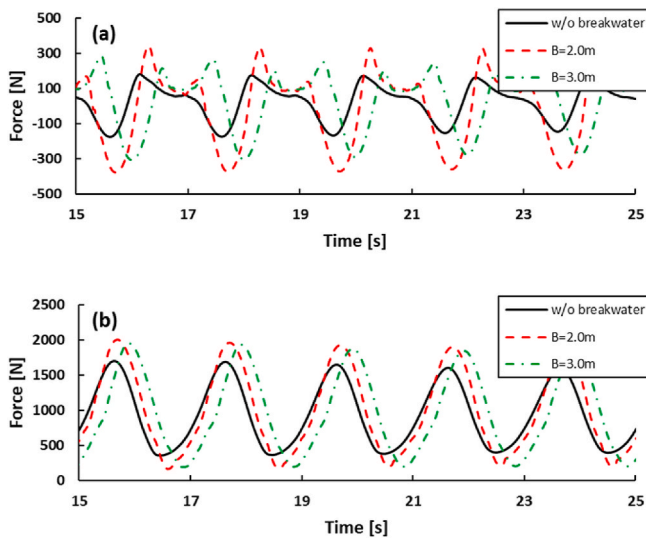 (a)
w/o breakwater
B=2.0m
B=3.0m
Force [N]
500
300
100
-100
-300
-500
15
17
19
21
23
25
Time [s]
(b)
w/o breakwater
B=2.0m
B=3.0m
Force [N]
2500
2000
1500
1000
500
0
15
17
19
21
23
25
Time [s]